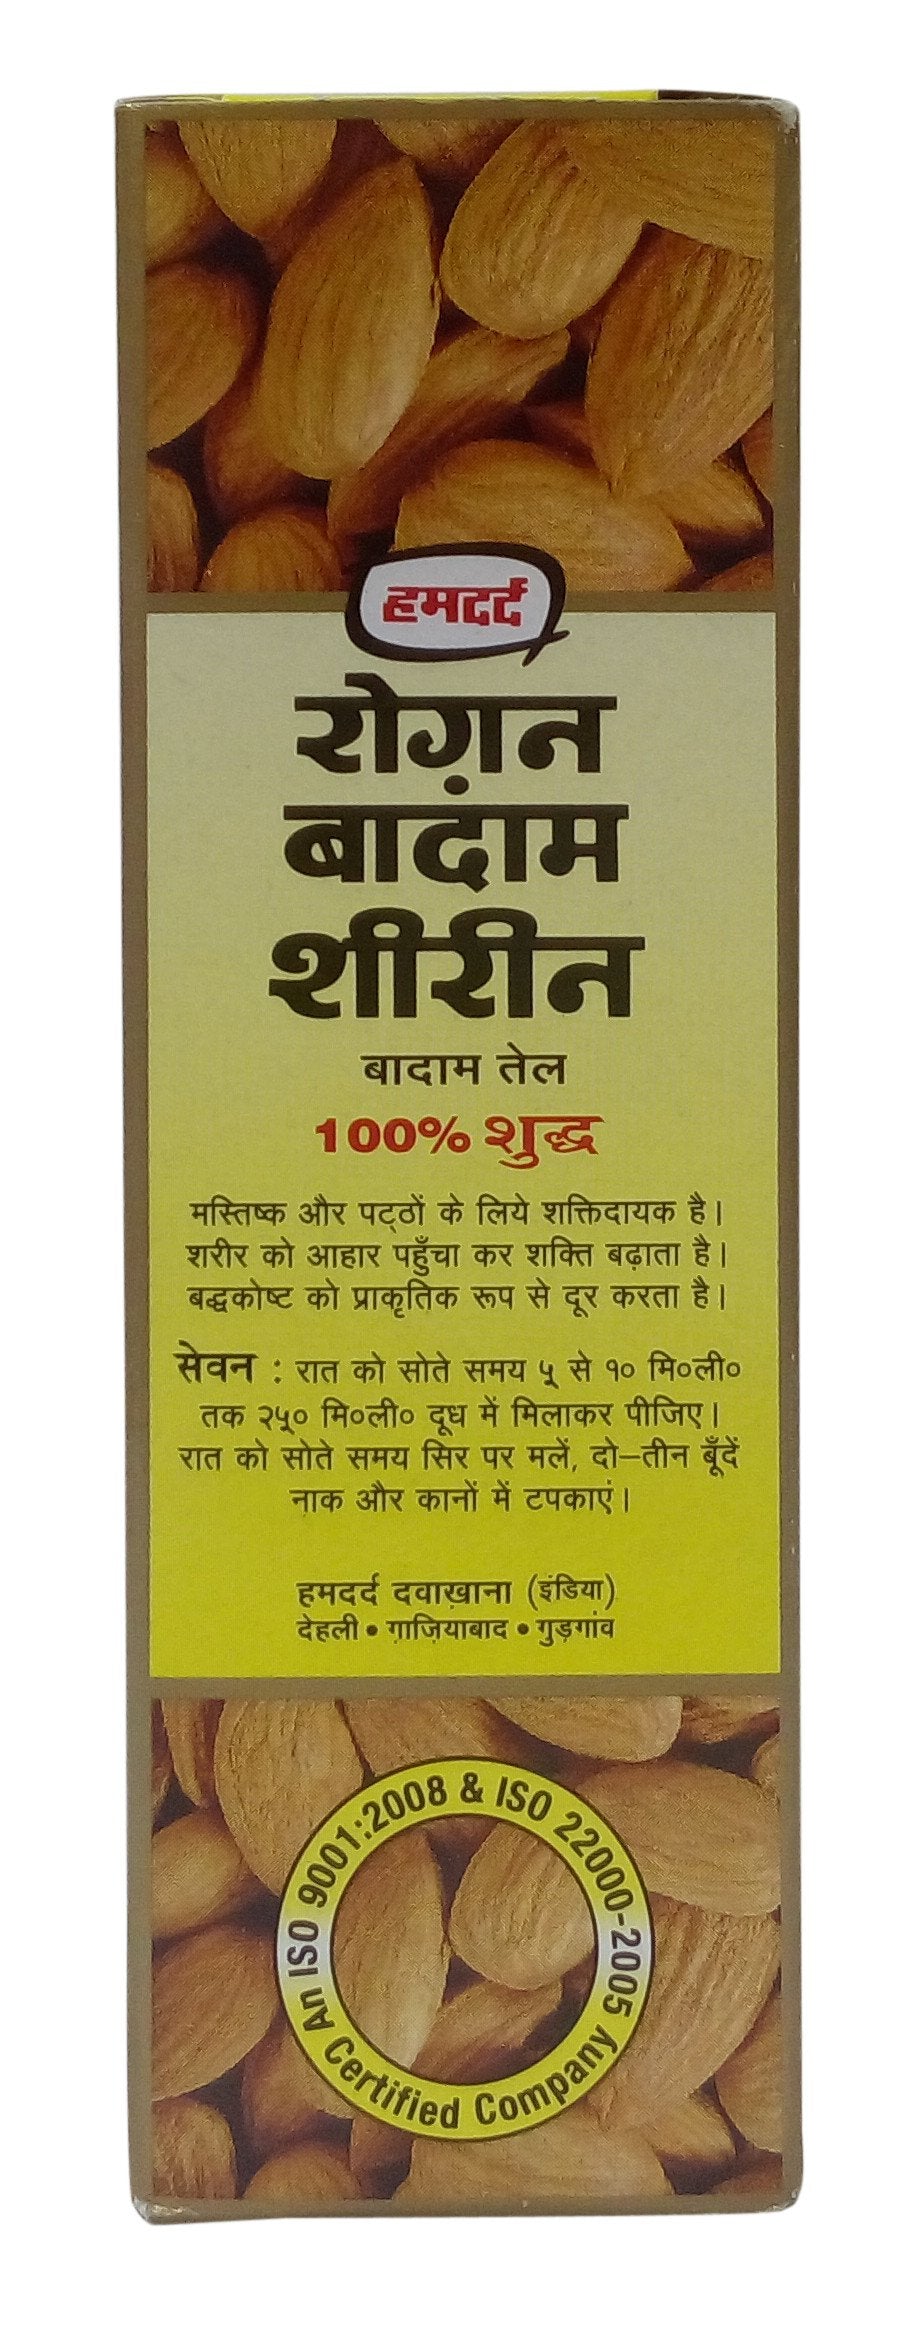 हमदर्द
रोग़न
बादाम
शीरीन
बादाम तेल
100% शुद्ध
मस्तिष्क और पट्ठों के लिये शक्तिदायक है।
शरीर को आहार पहुँचा कर शक्ति बढ़ाता है।
बद्धकोष्ट को प्राकृतिक रूप से दूर करता है।
सेवन : रात को सोते समय ५ से १० मि०ली०
तक २५० मि०ली० दूध में मिलाकर पीजिए।
रात को सोते समय सिर पर मलें, दो–तीन बूँदें
नाक और कानों में टपकाएं।
हमदर्द दवाख़ाना (इंडिया)
देहली • ग़ाज़ियाबाद • गुड़गांव
An ISO 9001:2008 & ISO 22000-2005
Certified Company